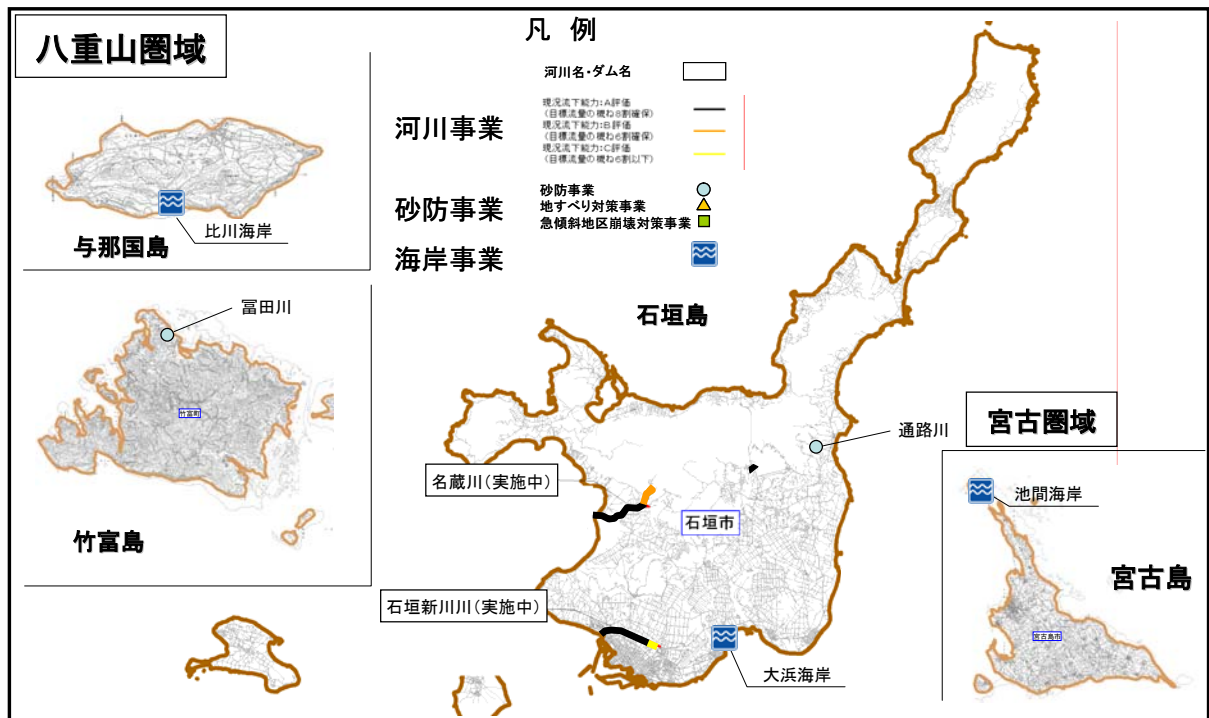 八重山圏域
凡 例
河川名・ダム名
河川事業
現況流下能力：A評価
(目標流量の概ね8割確保)
現況流下能力：B評価
(目標流量の概ね6割確保)
現況流下能力：C評価
(目標流量の概ね6割以下)
砂防事業
砂防事業
地すべり対策事業
急傾斜地区崩壊対策事業
海岸事業
比川海岸
与那国島
冨田川
竹富町
竹富島
石垣島
通路川
名蔵川(実施中)
石垣市
石垣新川川(実施中)
大浜海岸
宮古圏域
池間海岸
宮古島
宮古島市